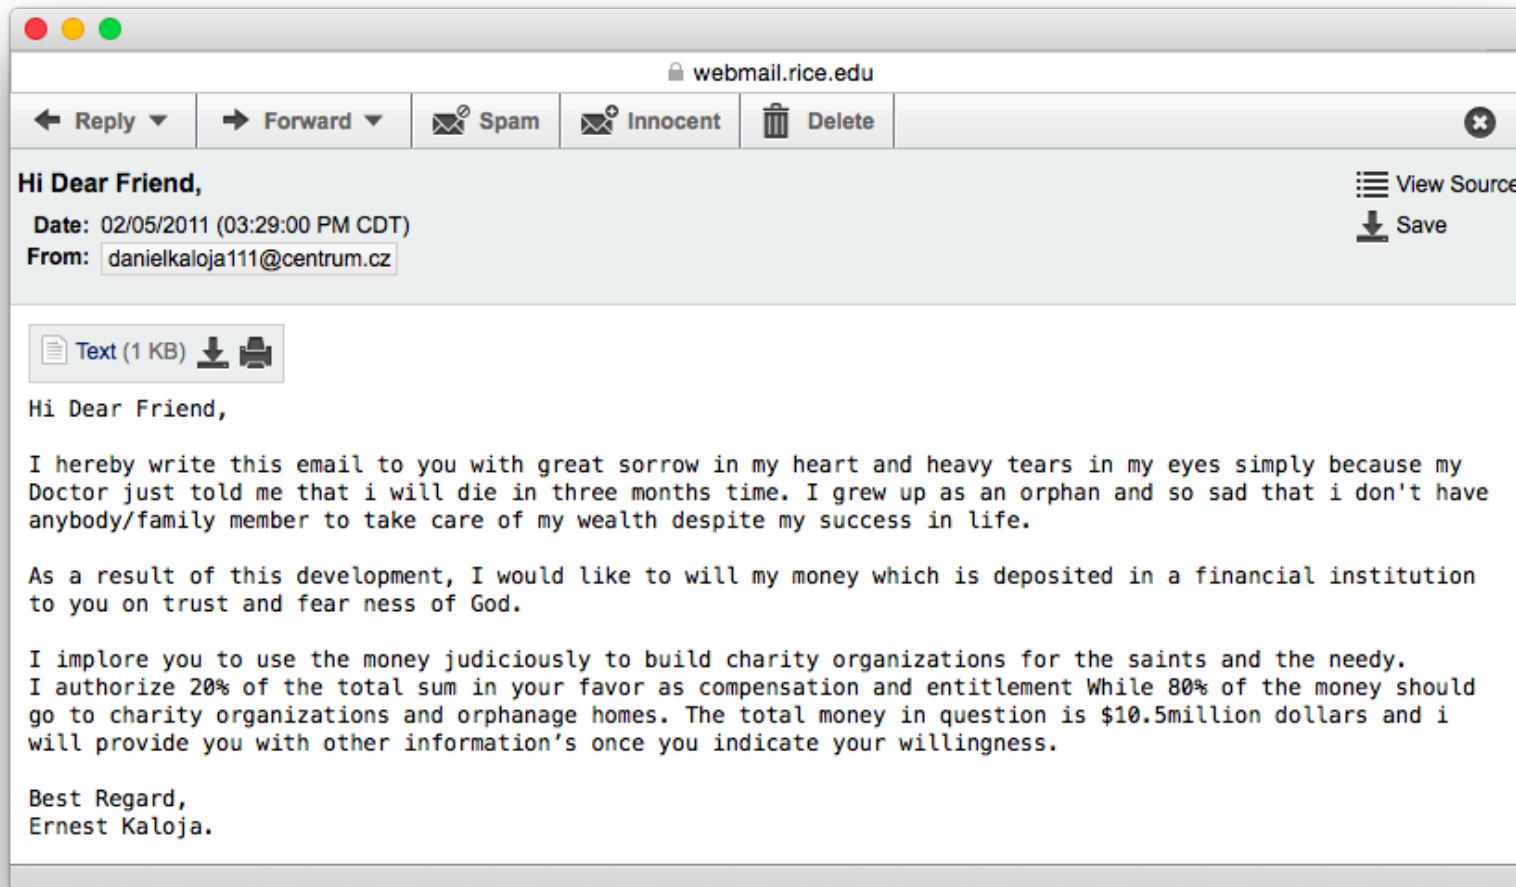 webmail.rice.edu
Reply
Forward
Spam
Innocent
Delete
Hi Dear Friend,
View Source
Date: 02/05/2011 (03:29:00 PM CDT)
Save
From: danielkaloja111@centrum.cz
Text (1 KB)
Hi Dear Friend,
I hereby write this email to you with great sorrow in my heart and heavy tears in my eyes simply because my
Doctor just told me that i will die in three months time. I grew up as an orphan and so sad that i don't have
anybody/family member to take care of my wealth despite my success in life.
As a result of this development, I would like to will my money which is deposited in a financial institution
to you on trust and fear ness of God.
I implore you to use the money judiciously to build charity organizations for the saints and the needy.
I authorize 20% of the total sum in your favor as compensation and entitlement While 80% of the money should
go to charity organizations and orphanage homes. The total money in question is $10.5million dollars and i
will provide you with other information’s once you indicate your willingness.
Best Regard,
Ernest Kaloja.